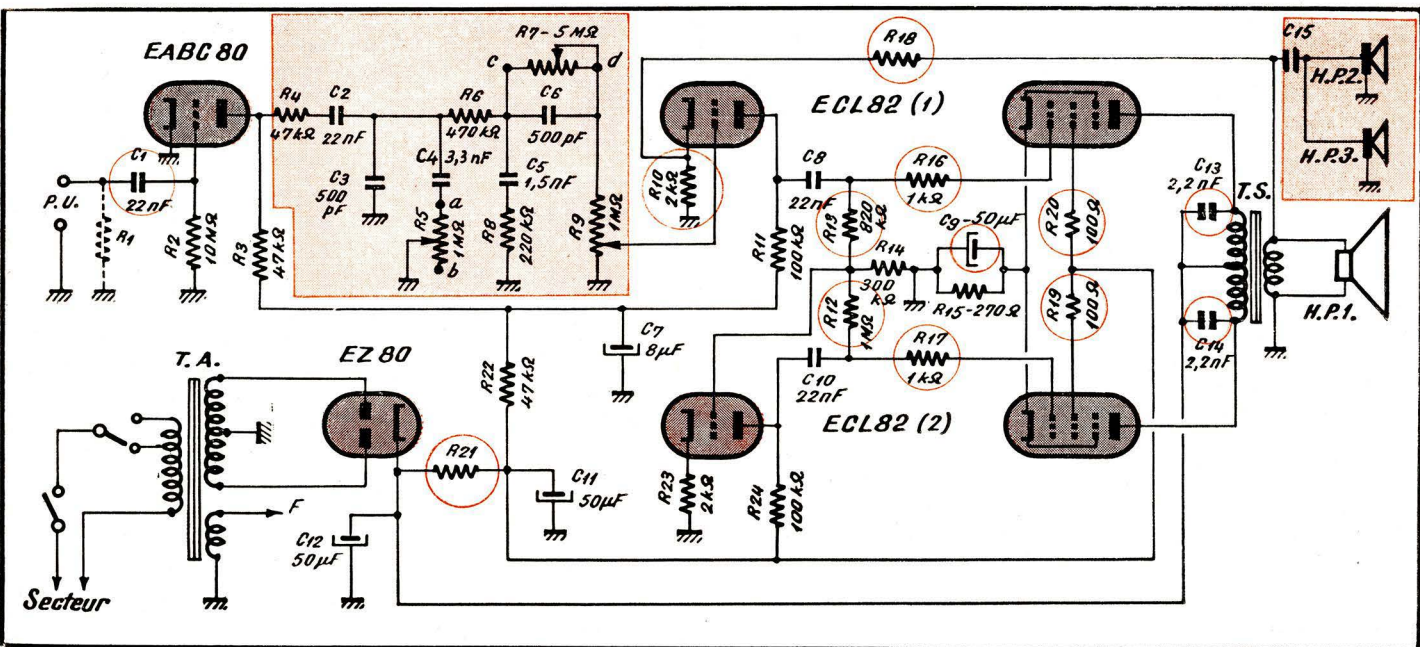 EABC 80
R4
47kΩ
C2
22nF
C3
500
pF
C4 3,3nF
a
R5
1MΩ
b
R6
470kΩ
R7-5MΩ
c
d
C6
500pF
C5
1,5nF
R8
220kΩ
R9
1MΩ
C1
22nF
P.U.
R1
R2
10MΩ
R3
47kΩ
R18
ECL82 (1)
R10
2kΩ
C8
22nF
R16
1kΩ
R11
100kΩ
R13
820
kΩ
R14
300
kΩ
C9-50µF
R15-270Ω
R20
100Ω
R19
100Ω
R12
1MΩ
R17
1kΩ
C10
22nF
ECL82 (2)
R23
2kΩ
R24
100kΩ
C13
2,2nF
T.S.
C14
2,2nF
C15
H.P.2.
H.P.3.
H.P.1.
C7
8µF
R22
47kΩ
T.A.
EZ 80
R21
C11
50µF
C12
50µF
F
Secteur